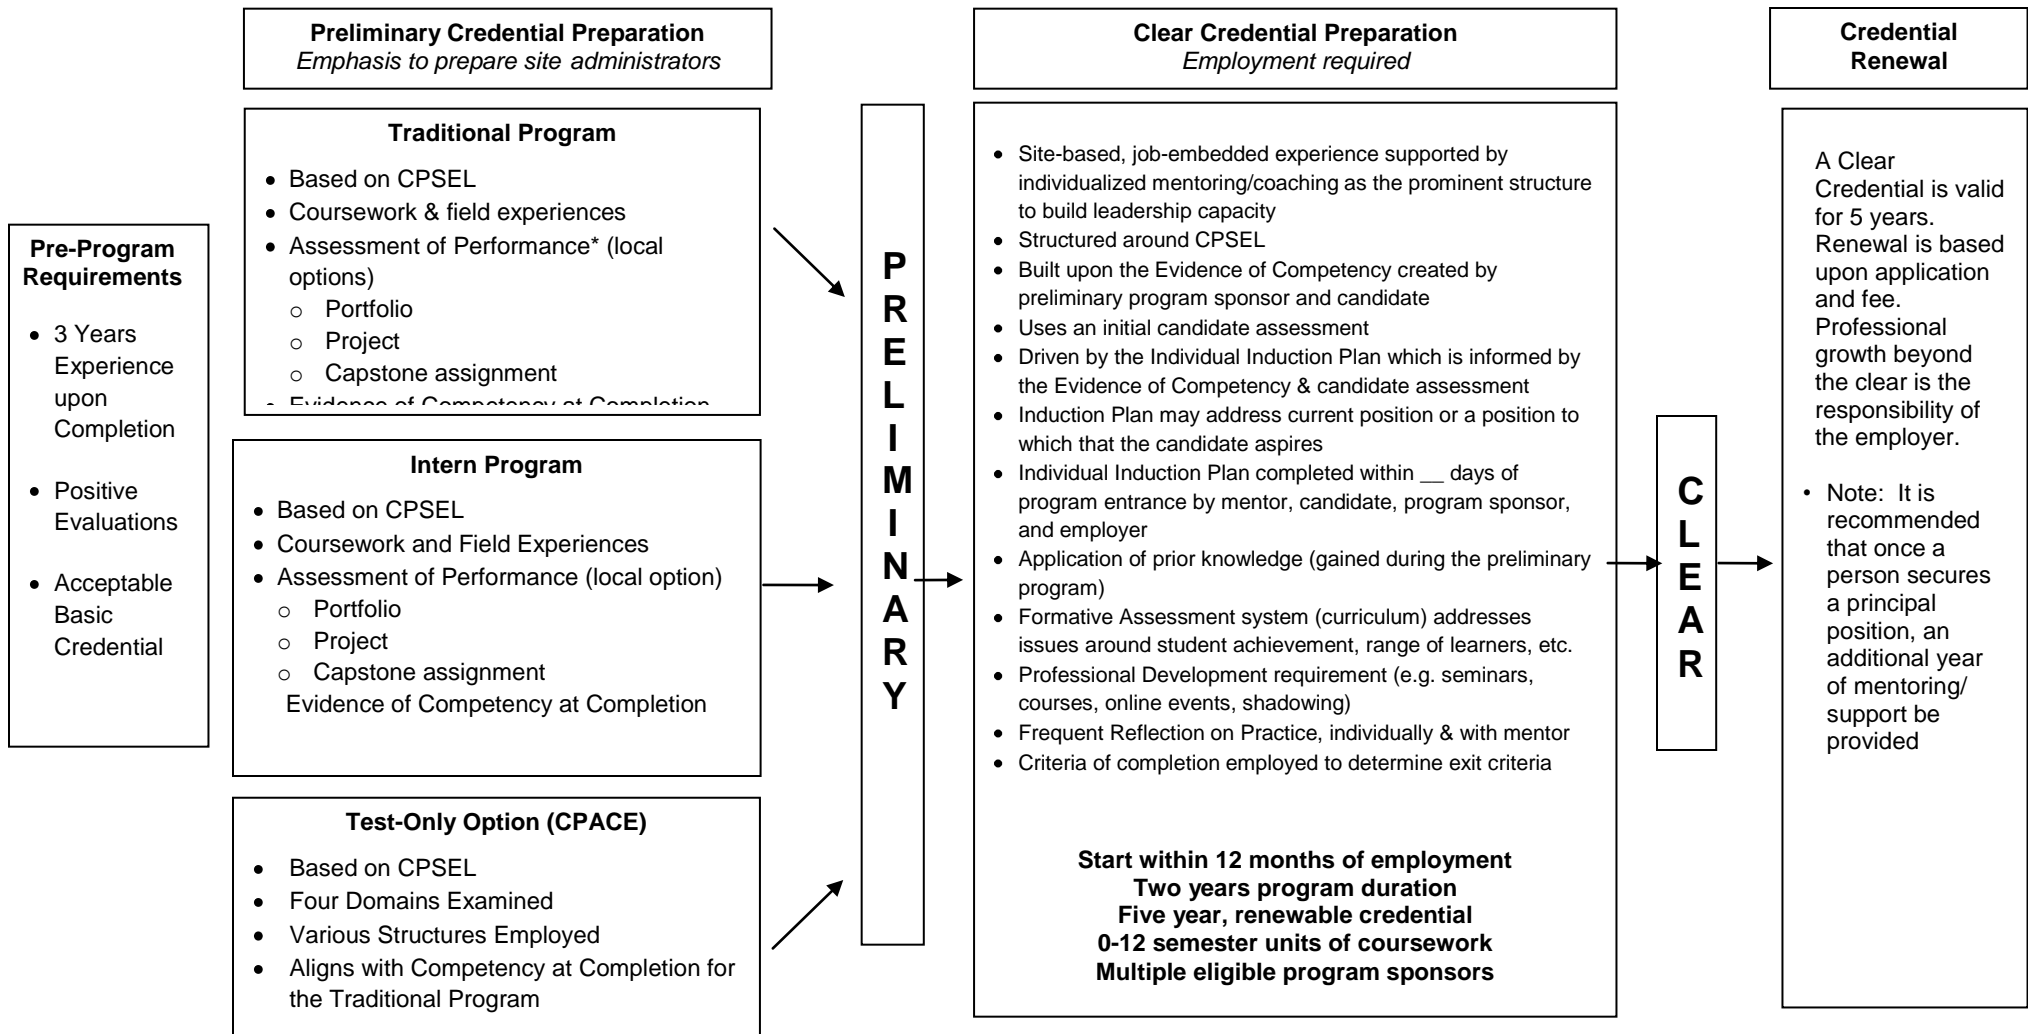 Preliminary Credential Preparation
Emphasis to prepare site administrators
Clear Credential Preparation
Employment required
Credential
Renewal
Pre-Program
Requirements
• 3 Years
Experience
upon
Completion
• Positive
Evaluations
• Acceptable
Basic
Credential
Traditional Program
• Based on CPSEL
• Coursework & field experiences
• Assessment of Performance* (local
options)
o Portfolio
o Project
o Capstone assignment
• Evidence of Competency at Completion
Intern Program
• Based on CPSEL
• Coursework and Field Experiences
• Assessment of Performance (local option)
o Portfolio
o Project
o Capstone assignment
Evidence of Competency at Completion
Test-Only Option (CPACE)
• Based on CPSEL
• Four Domains Examined
• Various Structures Employed
• Aligns with Competency at Completion for
the Traditional Program
PRELIMINARY
• Site-based, job-embedded experience supported by
individualized mentoring/coaching as the prominent structure
to build leadership capacity
• Structured around CPSEL
• Built upon the Evidence of Competency created by
preliminary program sponsor and candidate
• Uses an initial candidate assessment
• Driven by the Individual Induction Plan which is informed by
the Evidence of Competency & candidate assessment
• Induction Plan may address current position or a position to
which that the candidate aspires
• Individual Induction Plan completed within __ days of
program entrance by mentor, candidate, program sponsor,
and employer
• Application of prior knowledge (gained during the preliminary
program)
• Formative Assessment system (curriculum) addresses
issues around student achievement, range of learners, etc.
• Professional Development requirement (e.g. seminars,
courses, online events, shadowing)
• Frequent Reflection on Practice, individually & with mentor
• Criteria of completion employed to determine exit criteria
Start within 12 months of employment
Two years program duration
Five year, renewable credential
0-12 semester units of coursework
Multiple eligible program sponsors
CLEAR
A Clear
Credential is valid
for 5 years.
Renewal is based
upon application
and fee.
Professional
growth beyond
the clear is the
responsibility of
the employer.
• Note: It is
recommended
that once a
person secures
a principal
position, an
additional year
of mentoring/
support be
provided